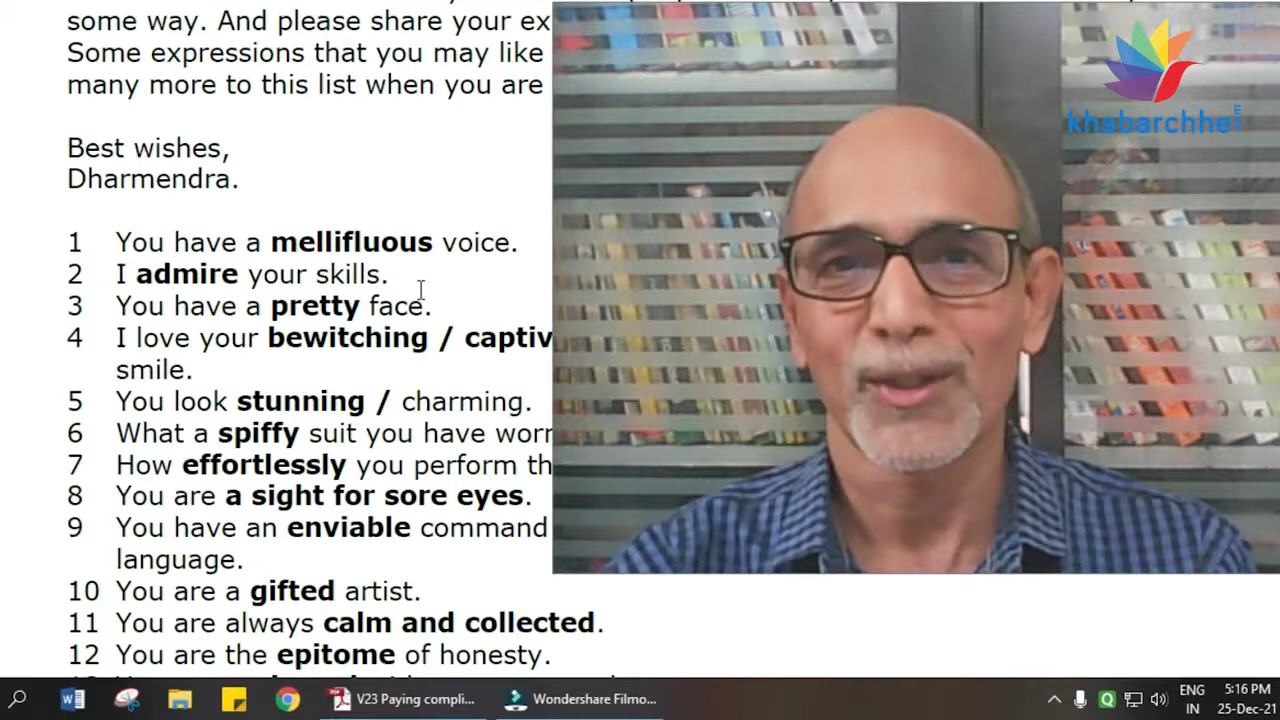 some way. And please share your ex
Some expressions that you may like
many more to this list when you are
Best wishes,
Dharmendra.
1 You have a mellifluous voice.
2 I admire your skills.
3 You have a pretty face.
4 I love your bewitching / captiv
smile.
5 You look stunning / charming.
6 What a spiffy suit you have worn
7 How effortlessly you perform th
8 You are a sight for sore eyes.
9 You have an enviable command
language.
10 You are a gifted artist.
11 You are always calm and collected.
12 You are the epitome of honesty.
khabarchhe
V23 Paying compli...
Wondershare Filmo...
ENG
IN
5:16 PM
25-Dec-21